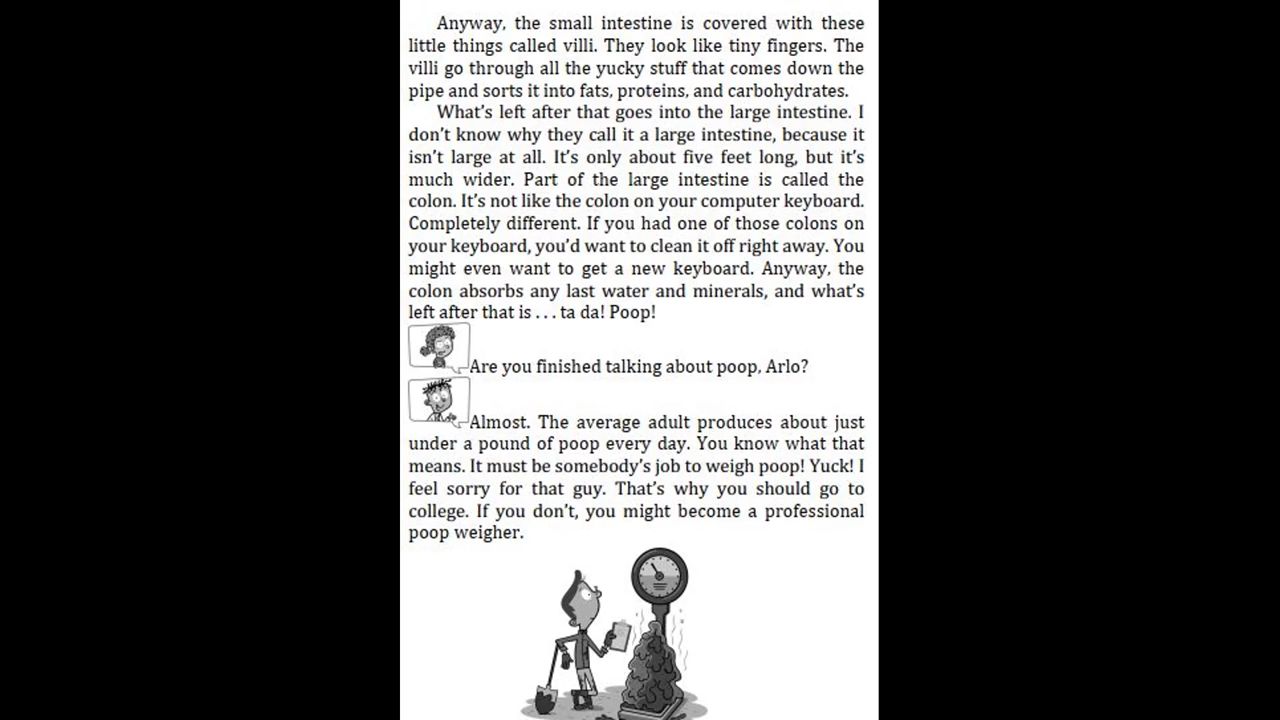 Anyway, the small intestine is covered with these
little things called villi. They look like tiny fingers. The
villi go through all the yucky stuff that comes down the
pipe and sorts it into fats, proteins, and carbohydrates.
What’s left after that goes into the large intestine. I
don’t know why they call it a large intestine, because it
isn’t large at all. It’s only about five feet long, but it’s
much wider. Part of the large intestine is called the
colon. It’s not like the colon on your computer keyboard.
Completely different. If you had one of those colons on
your keyboard, you’d want to clean it off right away. You
might even want to get a new keyboard. Anyway, the
colon absorbs any last water and minerals, and what’s
left after that is . . . ta da! Poop!
Are you finished talking about poop, Arlo?
Almost. The average adult produces about just
under a pound of poop every day. You know what that
means. It must be somebody’s job to weigh poop! Yuck! I
feel sorry for that guy. That’s why you should go to
college. If you don’t, you might become a professional
poop weigher.